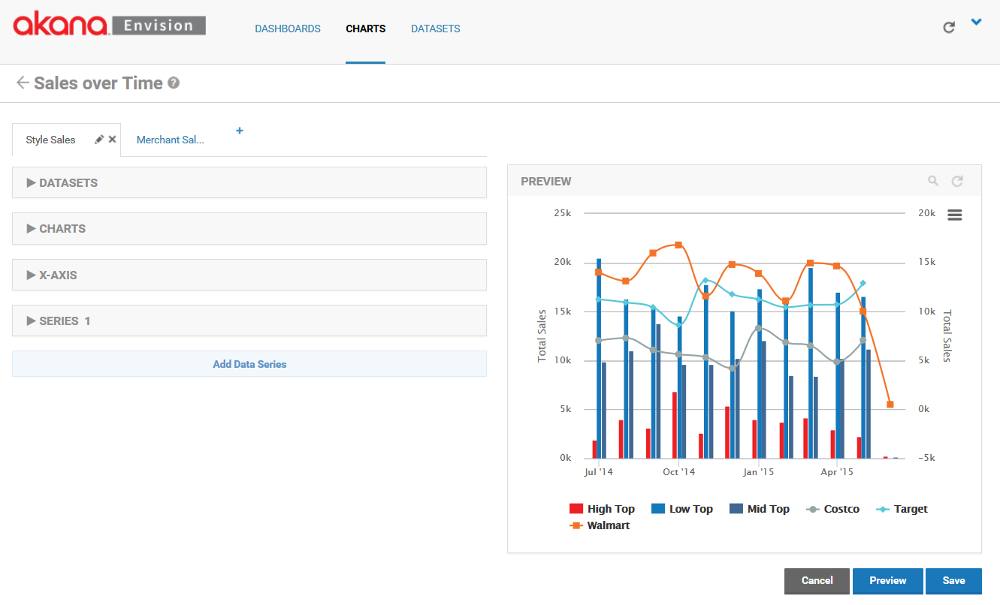 akana Envision
DASHBOARDS CHARTS DATASETS
Sales over Time ?
Style Sales Merchant Sal... +
DATASETS
CHARTS
X-AXIS
SERIES 1
Add Data Series
PREVIEW
25k 20k
20k 15k
15k 10k
10k 5k
5k 0k
0k -5k
Total Sales
Total Sales
Jul '14 Oct '14 Jan '15 Apr '15
High Top Low Top Mid Top Costco Target
Walmart
Cancel Preview Save